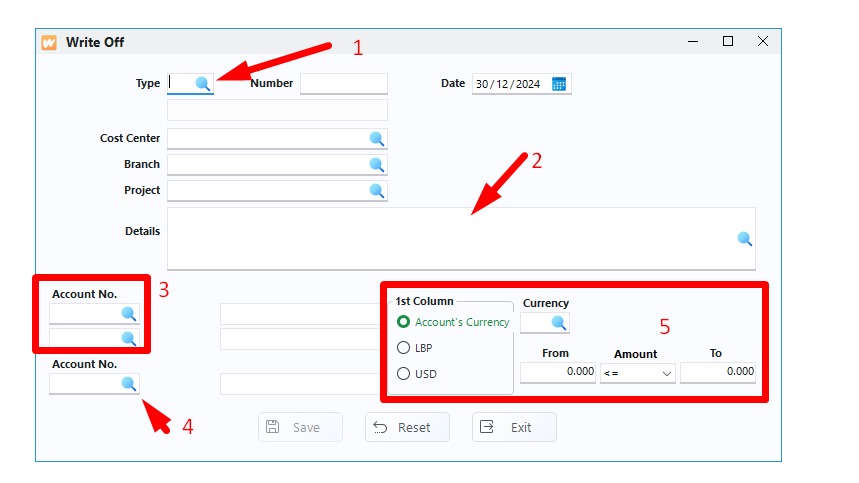 Write Off
1
Type
Number
Date 30/12/2024
Cost Center
Branch
2
Project
Details
3
Account No.
1st Column
Currency
Account's Currency
5
LBP
From Amount To
Account No.
USD
0.000 <= 0.000
4
Save Reset Exit